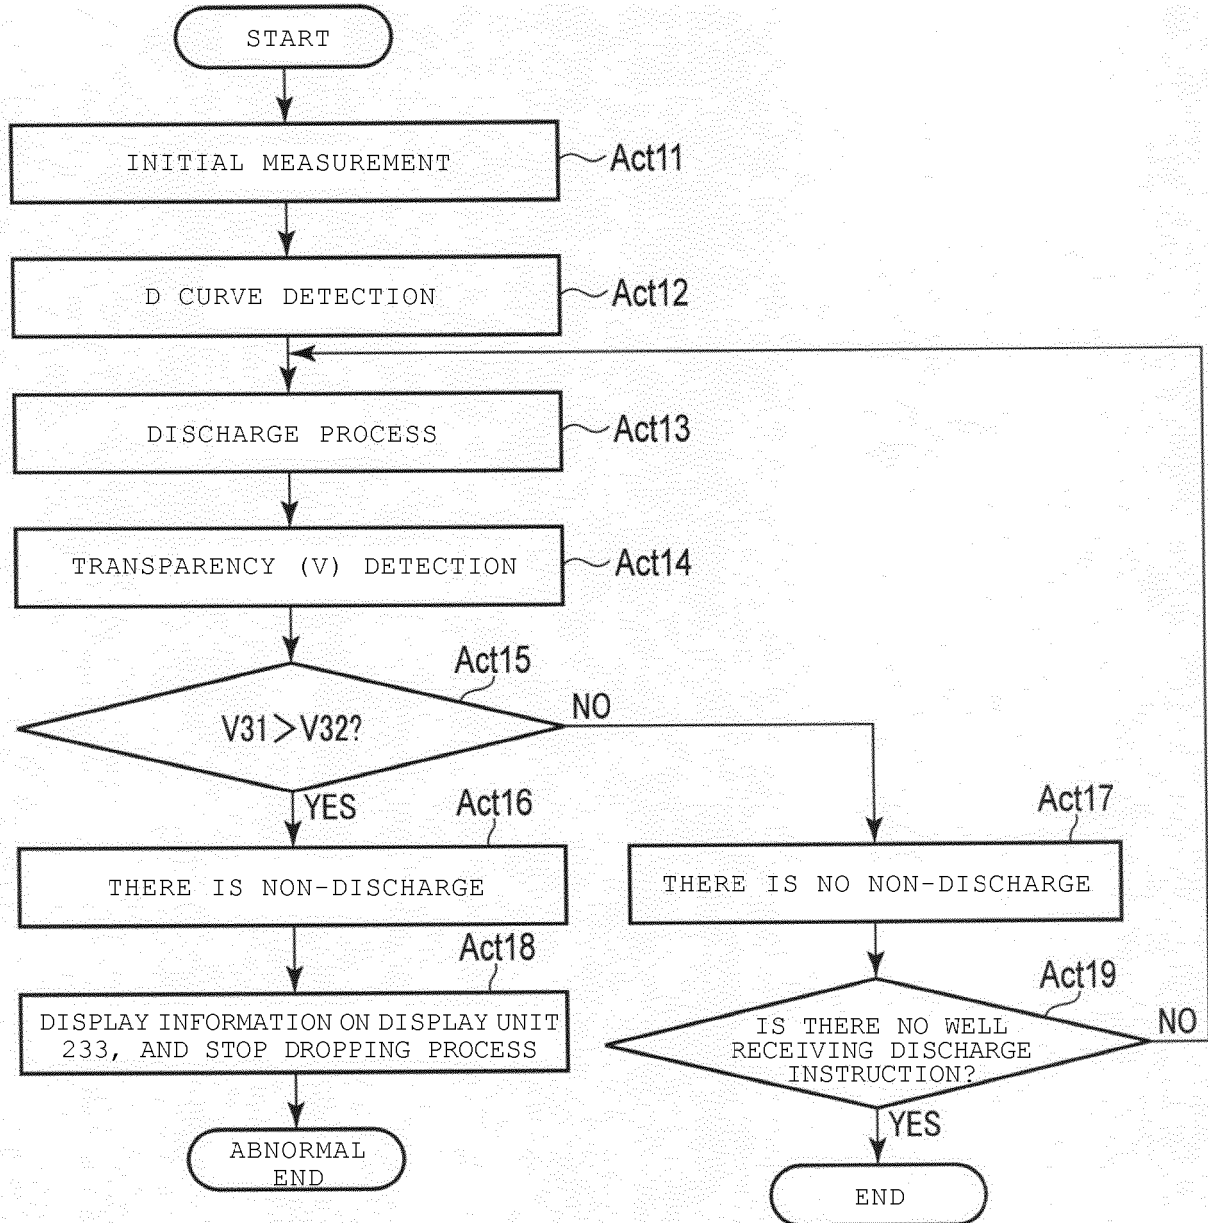 START
INITIAL MEASUREMENT
Act11
D CURVE DETECTION
Act12
DISCHARGE PROCESS
Act13
TRANSPARENCY (V) DETECTION
Act14
Act15
V31>V32?
NO
YES
Act16
THERE IS NON-DISCHARGE
Act17
THERE IS NO NON-DISCHARGE
Act18
DISPLAY INFORMATION ON DISPLAY UNIT
233, AND STOP DROPPING PROCESS
Act19
IS THERE NO WELL
RECEIVING DISCHARGE
INSTRUCTION?
NO
YES
ABNORMAL
END
END